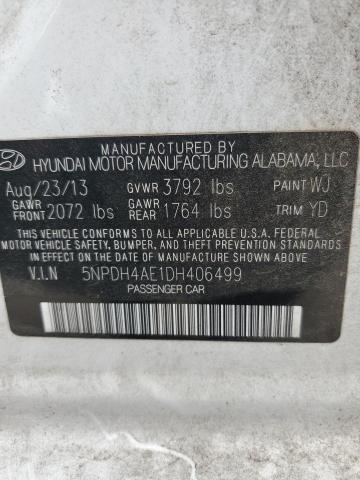 MANUFACTURED BY
HYUNDAI MOTOR MANUFACTURING ALABAMA, LLC
Aug/23/13 GVWR 3792 lbs PAINT WJ
GAWR FRONT 2072 lbs GAWR REAR 1764 lbs TRIM YD
THIS VEHICLE CONFORMS TO ALL APPLICABLE U.S.A. FEDERAL
MOTOR VEHICLE SAFETY, BUMPER, AND THEFT PREVENTION STANDARDS
IN EFFECT ON THE DATE OF MANUFACTURE SHOWN ABOVE.
V.I.N 5NPDH4AE1DH406499
PASSENGER CAR